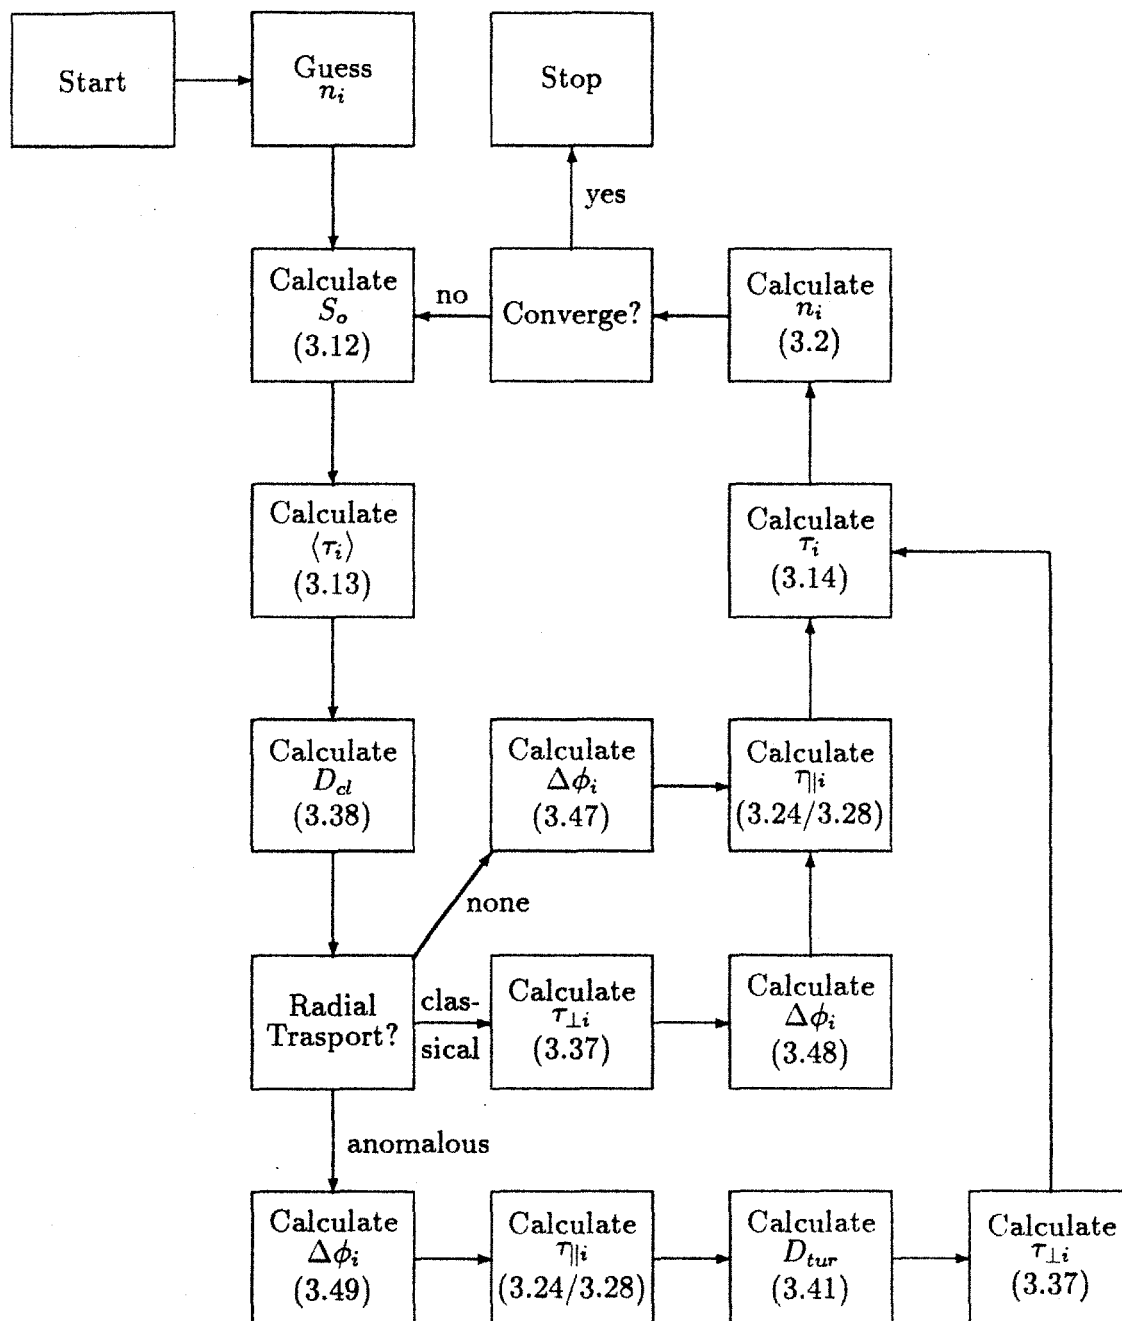 Start
Guess
n_i
Stop
yes
Calculate
S_o
(3.12)
no
Converge?
Calculate
n_i
(3.2)
Calculate
⟨τ_i⟩
(3.13)
Calculate
τ_i
(3.14)
Calculate
D_cl
(3.38)
Calculate
Δϕ_i
(3.47)
Calculate
η_∥i
(3.24/3.28)
none
Radial
Trasport?
clas-
sical
Calculate
τ_⊥i
(3.37)
Calculate
Δϕ_i
(3.48)
anomalous
Calculate
Δϕ_i
(3.49)
Calculate
η_∥i
(3.24/3.28)
Calculate
D_tur
(3.41)
Calculate
τ_⊥i
(3.37)